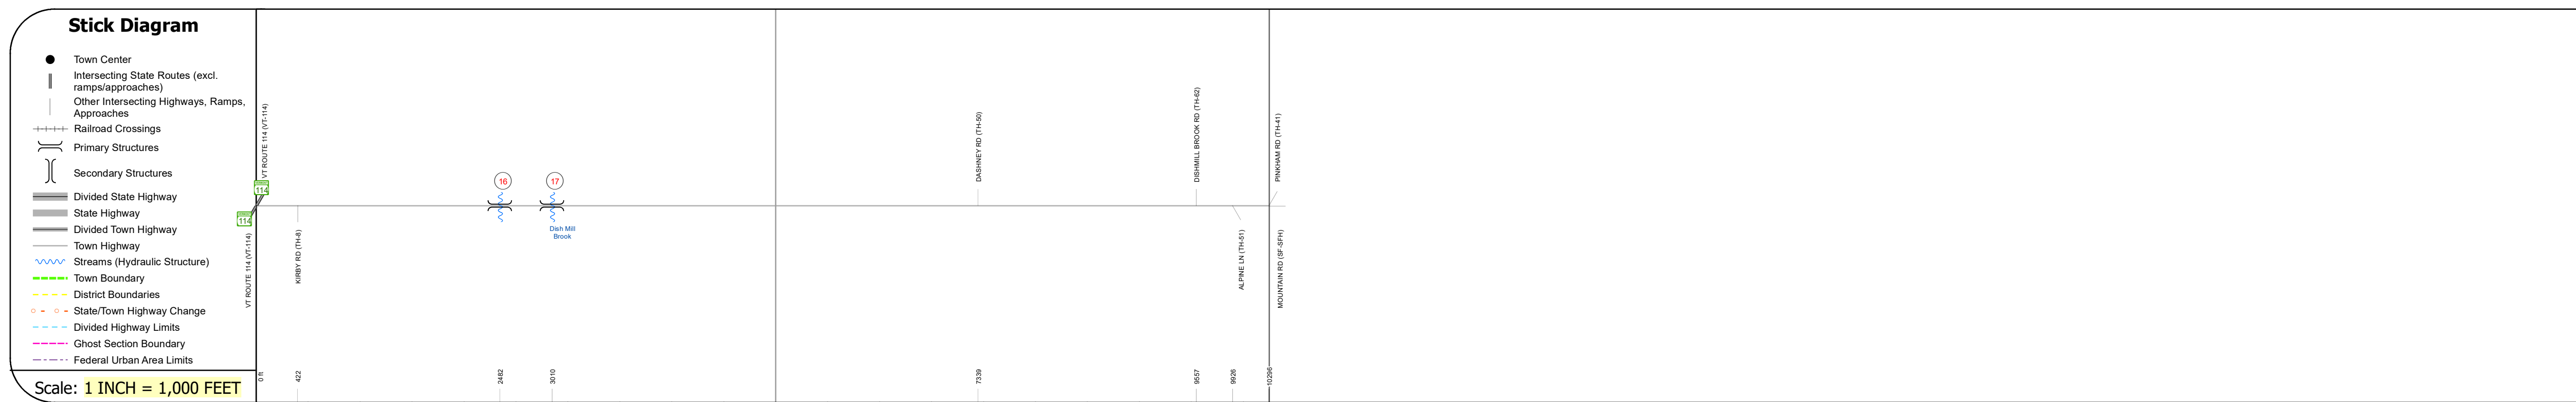 Stick Diagram
Town Center
Intersecting State Routes (excl.
ramps/approaches)
Other Intersecting Highways, Ramps,
Approaches
Railroad Crossings
Primary Structures
Secondary Structures
Divided State Highway
State Highway
Divided Town Highway
Town Highway
Streams (Hydraulic Structure)
Town Boundary
District Boundaries
State/Town Highway Change
Divided Highway Limits
Ghost Section Boundary
Federal Urban Area Limits
Scale: 1 INCH = 1,000 FEET
VT ROUTE 114 (VT-114)
114
114
VT ROUTE 114 (VT-114)
KIRBY RD (TH-8)
16
17
Dish Mill
Brook
DASHNEY RD (TH-50)
DISHMILL BROOK RD (TH-62)
PINKHAM RD (TH-41)
ALPINE LN (TH-51)
MOUNTAIN RD (SF-SFH)
0 ft
422
2482
3010
7339
9557
9926
10296